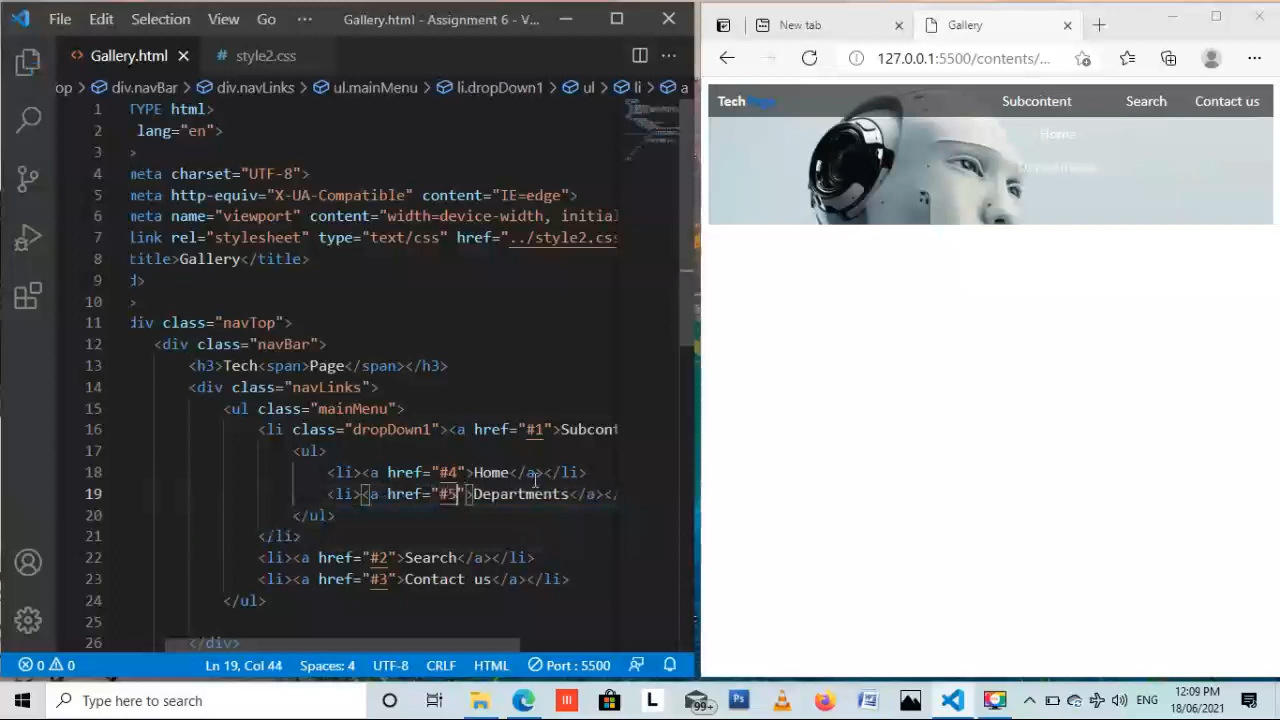 File Edit Selection View Go ··· Gallery.html - Assignment 6 - V...
Gallery.html style2.css ···
op > div.navBar > div.navLinks > ul.mainMenu > li.dropDown1 > ul > li > a
1 TYPE html>
2 lang="en">
3 >
4 meta charset="UTF-8">
5 meta http-equiv="X-UA-Compatible" content="IE=edge">
6 meta name="viewport" content="width=device-width, initial
7 link rel="stylesheet" type="text/css" href="../style2.css
8 title>Gallery</title>
9 d>
10 >
11 div class="navTop">
12 <div class="navBar">
13 <h3>Tech<span>Page</span></h3>
14 <div class="navLinks">
15 <ul class="mainMenu">
16 <li class="dropDown1"><a href="#1">Subcont
17 <ul>
18 <li><a href="#4">Home</a></li>
19 <li><a href="#5">Departments</a></
20 </ul>
21 </li>
22 <li><a href="#2">Search</a></li>
23 <li><a href="#3">Contact us</a></li>
24 </ul>
25
26 </div>
0 0 Ln 19, Col 44 Spaces: 4 UTF-8 CRLF HTML Port : 5500
New tab Gallery
127.0.0.1:5500/contents/...
TechPage Subcontent Search Contact us
Home
Departments
Type here to search L 99+ Ps ENG 12:09 PM
18/06/2021